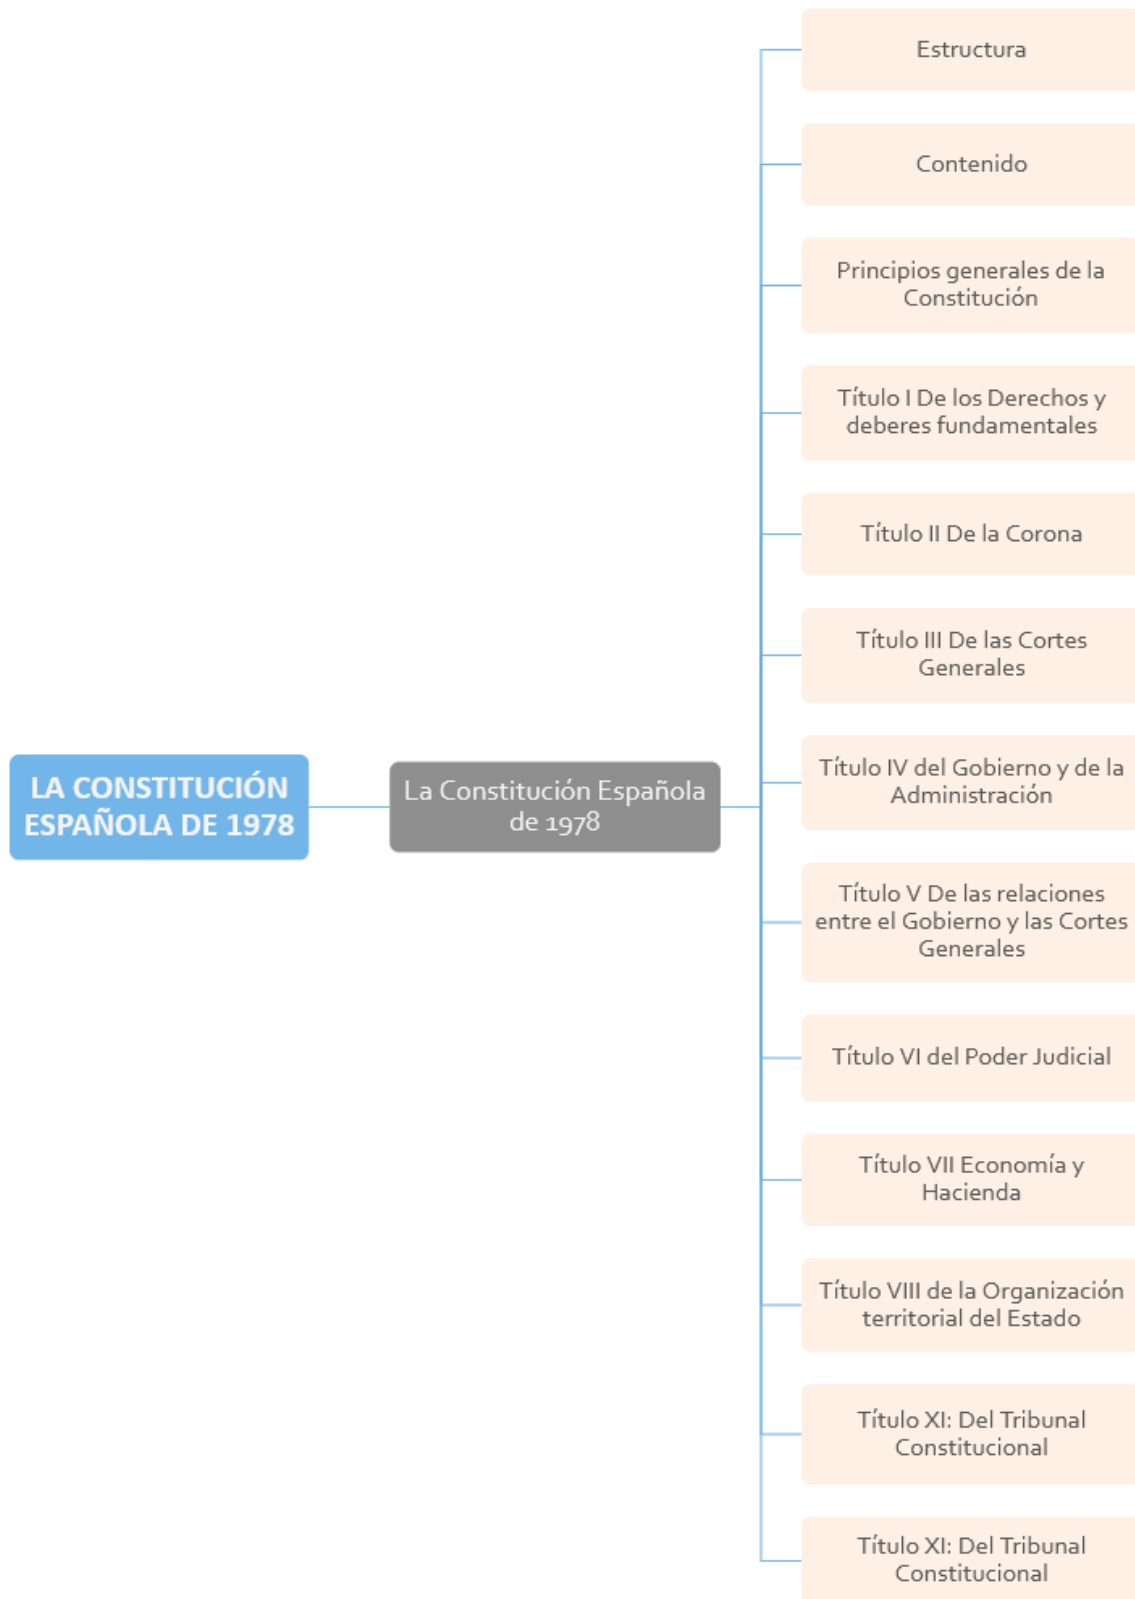 LA CONSTITUCIÓN
ESPAÑOLA DE 1978
La Constitución Española
de 1978
Estructura
Contenido
Principios generales de la
Constitución
Título I De los Derechos y
deberes fundamentales
Título II De la Corona
Título III De las Cortes
Generales
Título IV del Gobierno y de la
Administración
Título V De las relaciones
entre el Gobierno y las Cortes
Generales
Título VI del Poder Judicial
Título VII Economía y
Hacienda
Título VIII de la Organización
territorial del Estado
Título XI: Del Tribunal
Constitucional
Título XI: Del Tribunal
Constitucional